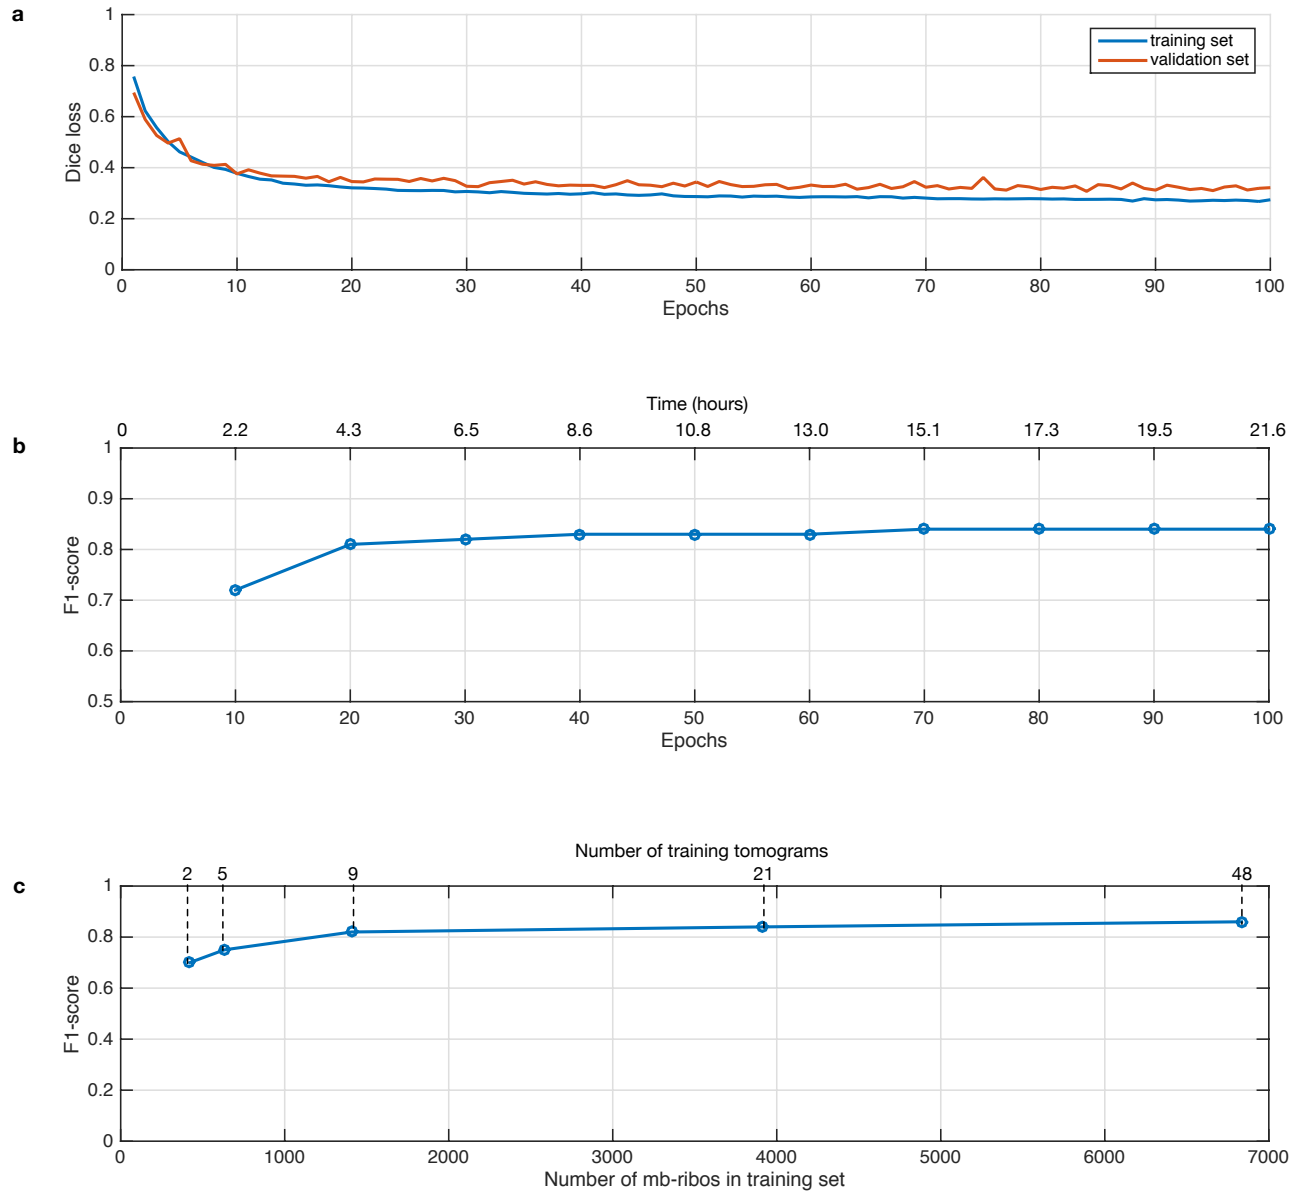 a
1
0.8
0.6
0.4
0.2
0
Dice loss
training set
validation set
0 10 20 30 40 50 60 70 80 90 100
Epochs
b
Time (hours)
0 2.2 4.3 6.5 8.6 10.8 13.0 15.1 17.3 19.5 21.6
1
0.9
0.8
0.7
0.6
0.5
F1-score
0 10 20 30 40 50 60 70 80 90 100
Epochs
c
Number of training tomograms
2 5 9 21 48
1
0.8
0.6
0.4
0.2
0
F1-score
0 1000 2000 3000 4000 5000 6000 7000
Number of mb-ribos in training set